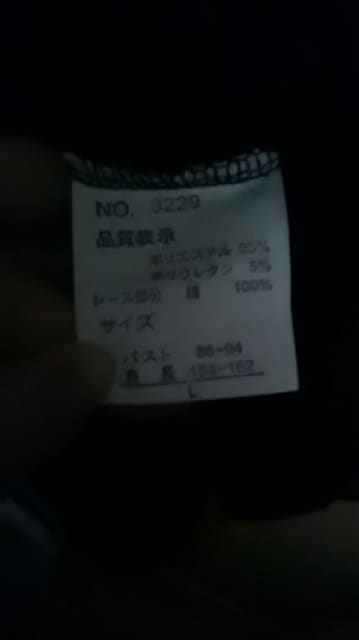 NO. 3229
品質表示
ポリエステル 95%
ポリウレタン 5%
レース部分 綿 100%
サイズ
バスト 86-94
身長 154-162
L